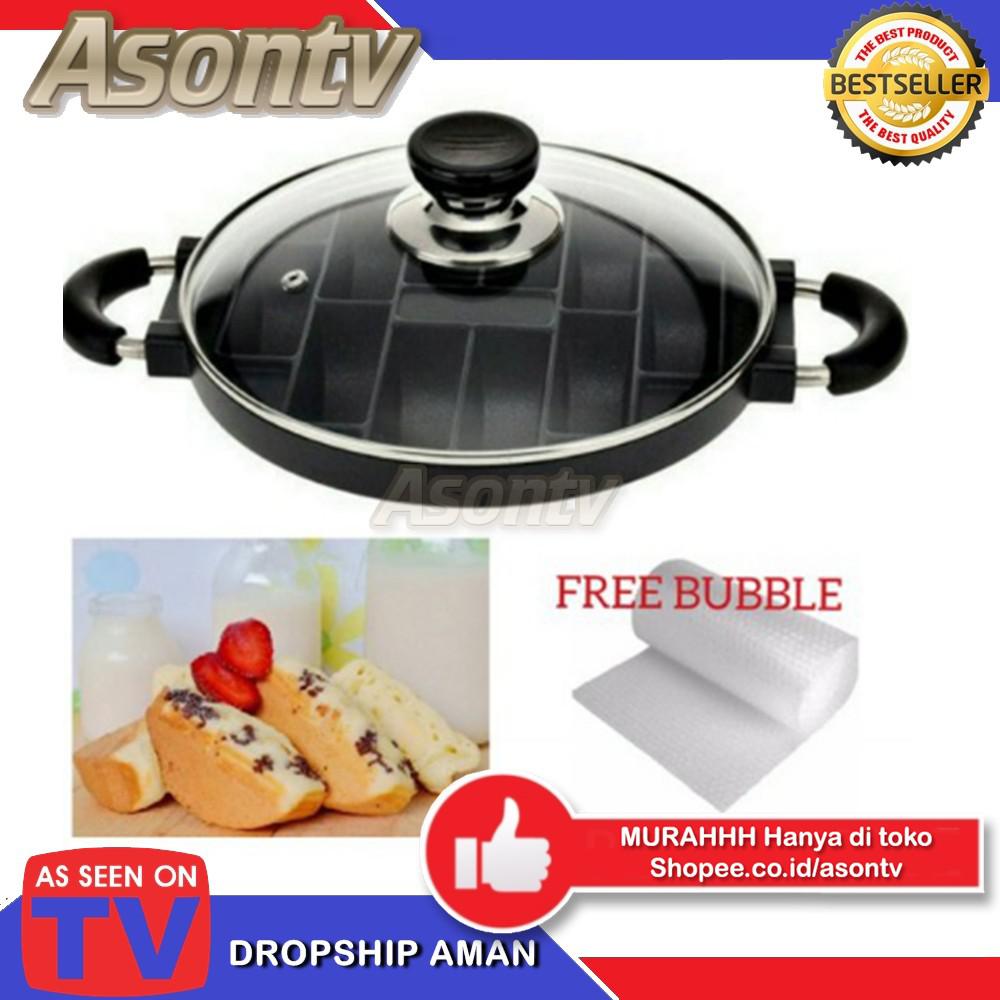 Asontv
THE BEST PRODUCT
BESTSELLER
THE BEST QUALITY
Asontv
FREE BUBBLE
MURAHHH Hanya di toko
Shopee.co.id/asontv
AS SEEN ON
TV
DROPSHIP AMAN